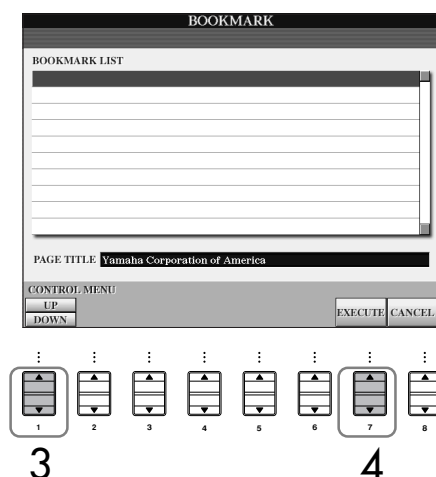 BOOKMARK
BOOKMARK LIST
PAGE TITLE Yamaha Corporation of America
CONTROL MENU
UP
DOWN
EXECUTE CANCEL
1 2 3 4 5 6 7 8
3 4